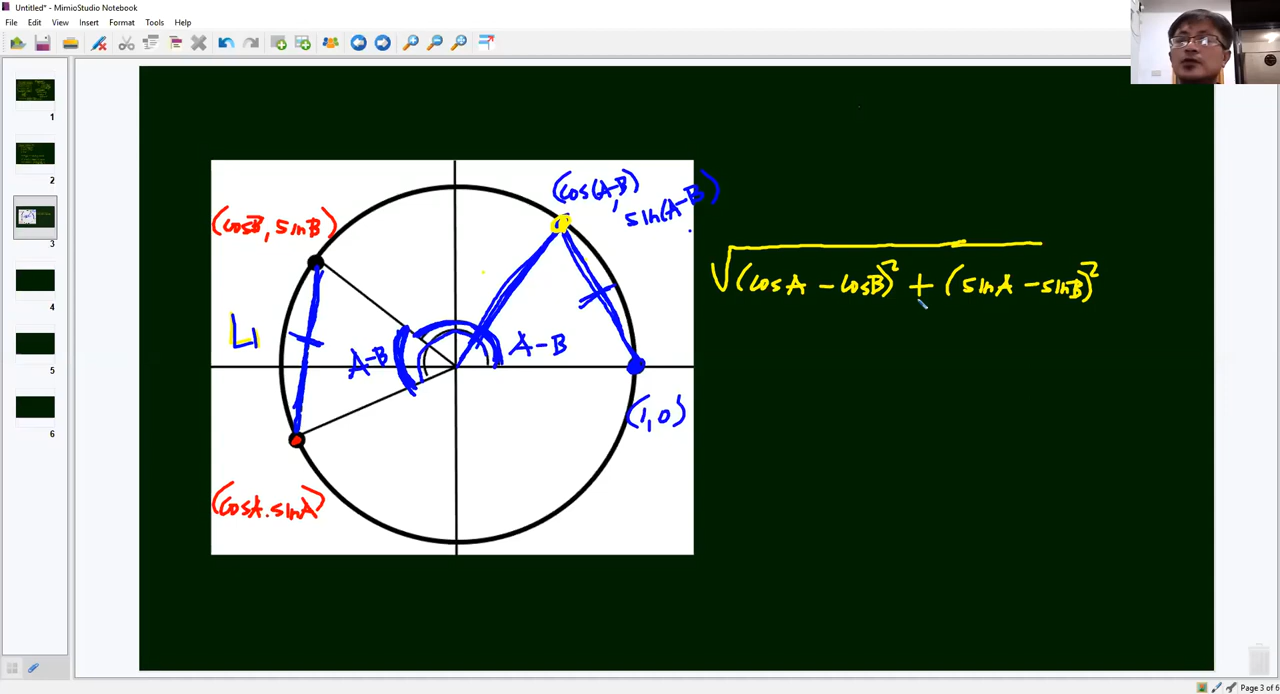 Untitled* - MimioStudio Notebook
File Edit View Insert Format Tools Help
1
2
3
4
5
6
(cos(A-B),
sin(A-B))
(cosB, sinB)
√(cosA - cosB)² + (sinA - sinB)²
A-B
A-B
(1,0)
(cosA.sinA)
Page 3 of 6